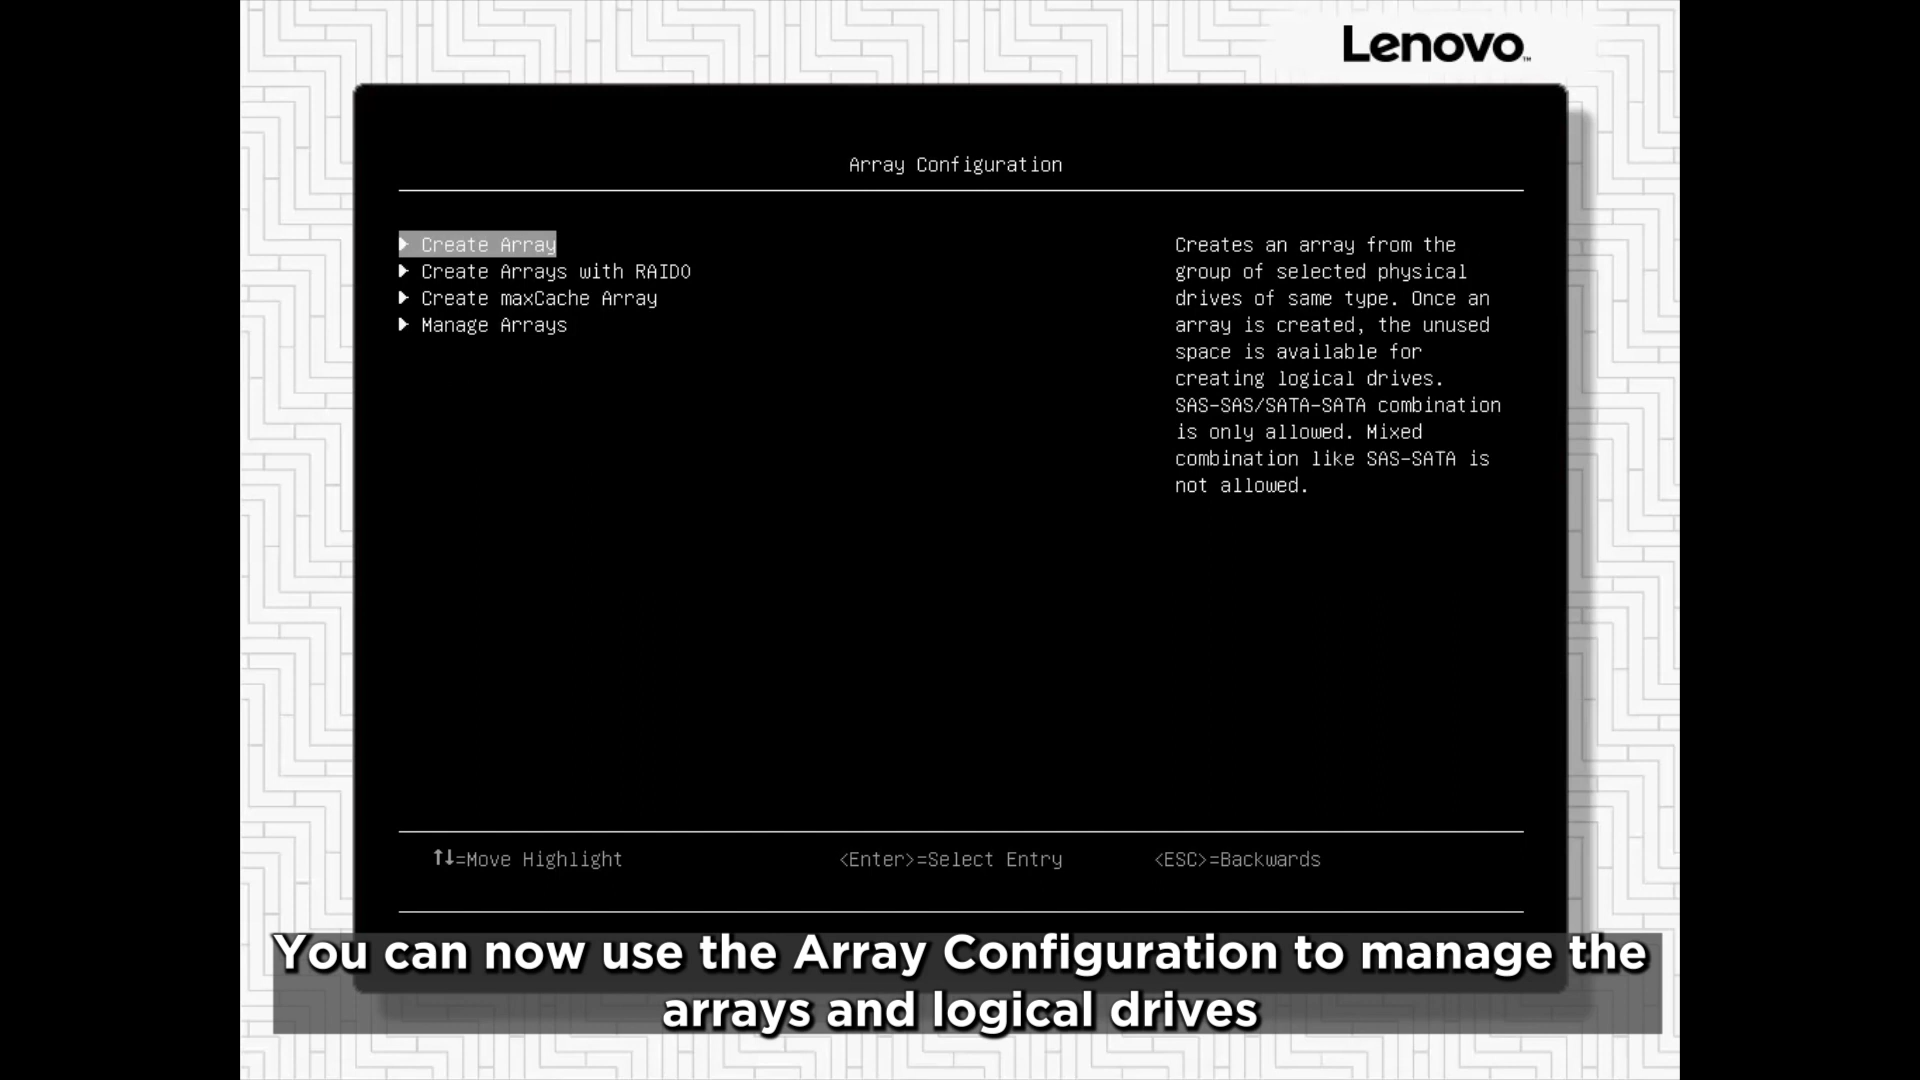 Lenovo™
Array Configuration
Create Array
Create Arrays with RAID0
Create maxCache Array
Manage Arrays
Creates an array from the
group of selected physical
drives of same type. Once an
array is created, the unused
space is available for
creating logical drives.
SAS-SAS/SATA-SATA combination
is only allowed. Mixed
combination like SAS-SATA is
not allowed.
↑↓=Move Highlight
<Enter>=Select Entry
<ESC>=Backwards
You can now use the Array Configuration to manage the
arrays and logical drives